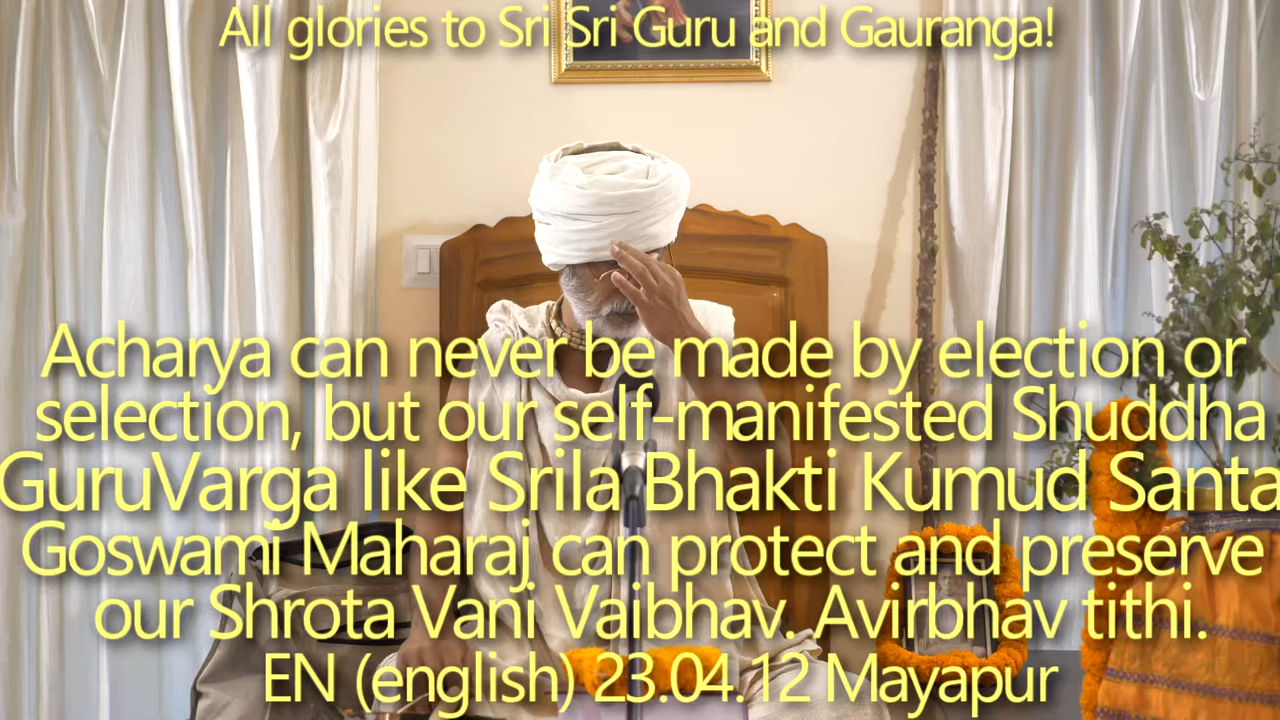 All glories to Sri Sri Guru and Gauranga!
Acharya can never be made by election or
selection, but our self-manifested Shuddha
GuruVarga like Srila Bhakti Kumud Santa
Goswami Maharaj can protect and preserve
our Shrota Vani Vaibhav. Avirbhav tithi.
EN (english) 23.04.12 Mayapur